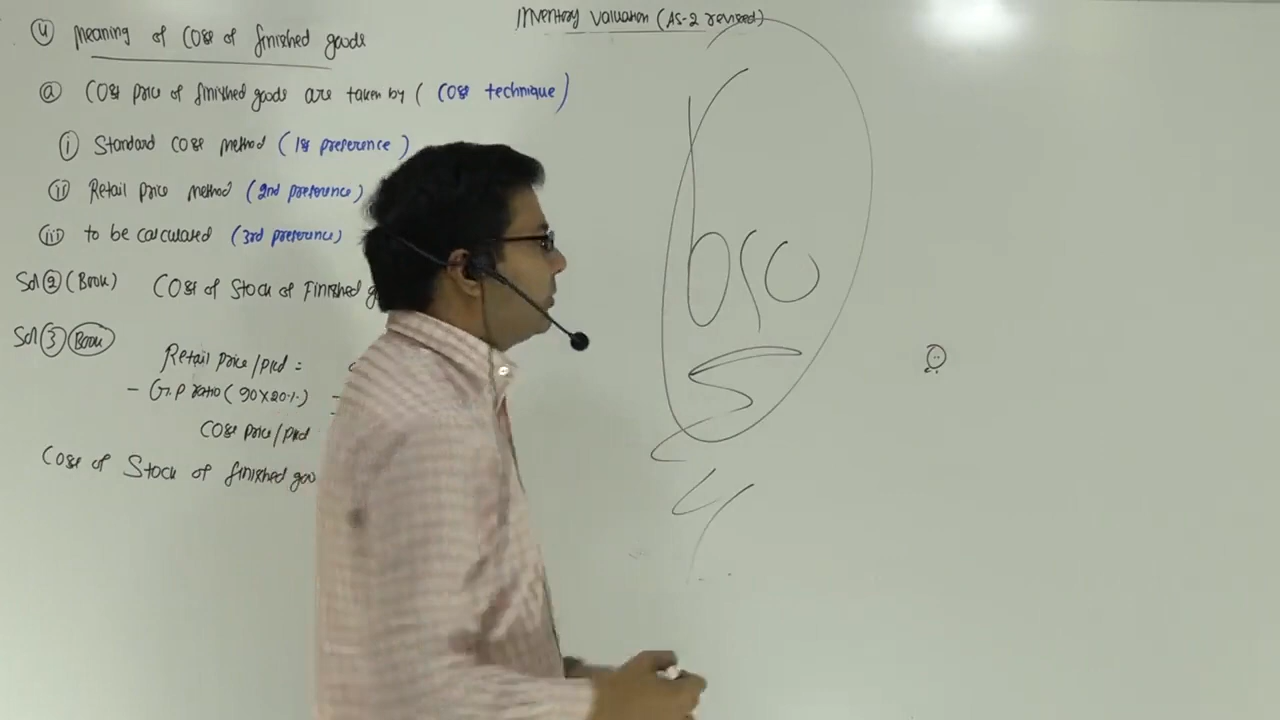 Inventory Valuation (AS-2 revised)
④ Meaning of Cost of finished goods
ⓐ Cost price of finished goods are taken by ( Cost technique )
ⓘ Standard Cost method ( 1st preference )
ⓘⓘ Retail price method ( 2nd preference )
ⓘⓘⓘ to be calculated ( 3rd preference )
Sol ② (Book) Cost of Stock of Finished g
Sol ③ (Book)
Retail price/pkd =
- G.P ratio ( 90 X 20% )
Cost price/pkd
Cost of Stock of finished goo